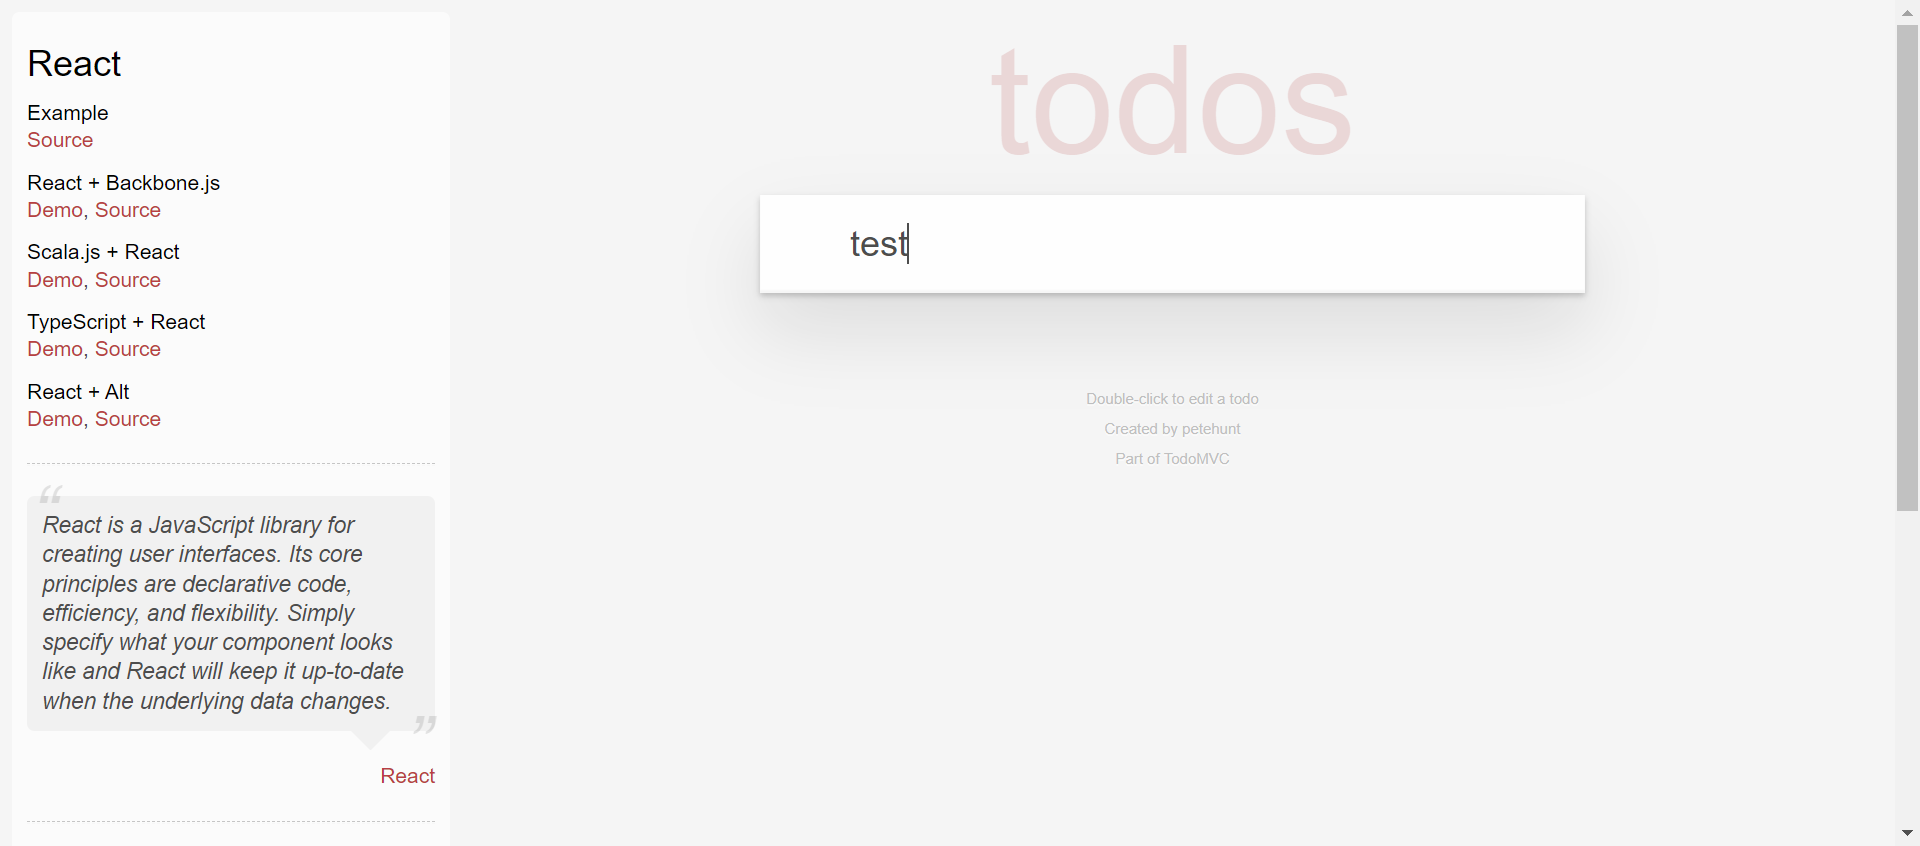 React
Example
Source
React + Backbone.js
Demo, Source
Scala.js + React
Demo, Source
TypeScript + React
Demo, Source
React + Alt
Demo, Source
“
React is a JavaScript library for
creating user interfaces. Its core
principles are declarative code,
efficiency, and flexibility. Simply
specify what your component looks
like and React will keep it up-to-date
when the underlying data changes.
”
React
todos
test
Double-click to edit a todo
Created by petehunt
Part of TodoMVC